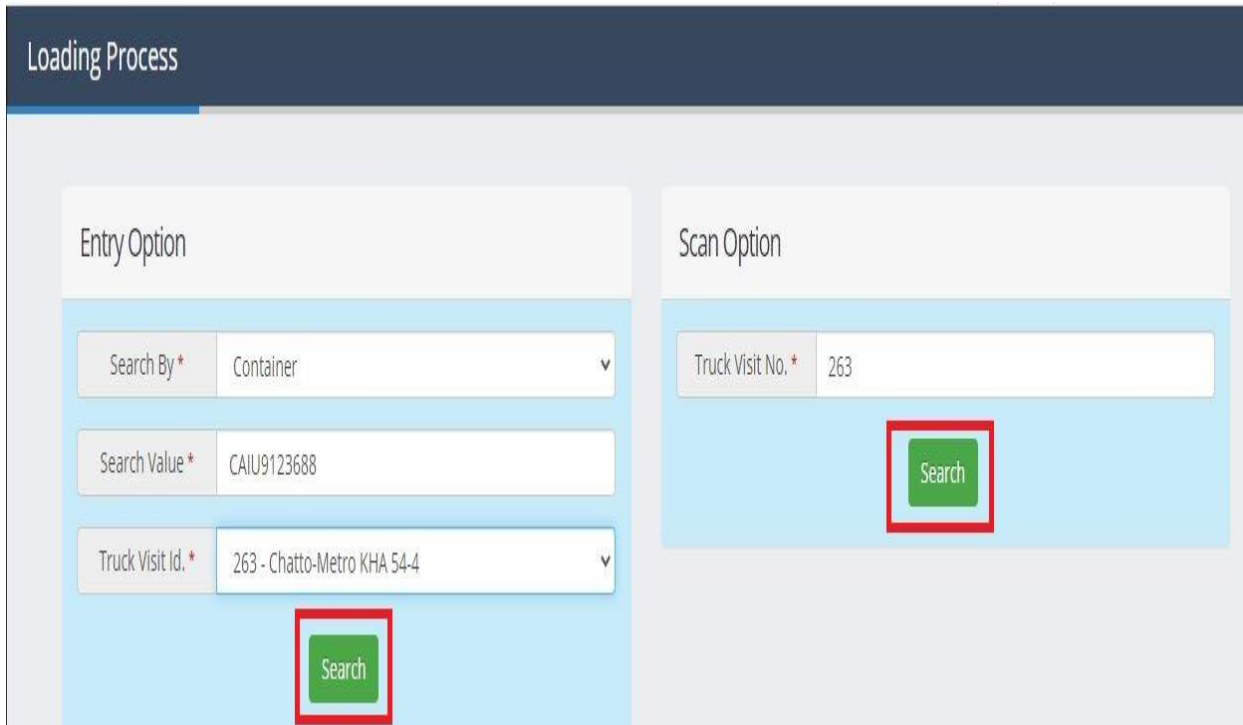 Loading Process
Entry Option
Search By * Container
Search Value * CAIU9123688
Truck Visit Id. * 263 - Chatto-Metro KHA 54-4
Search
Scan Option
Truck Visit No. * 263
Search